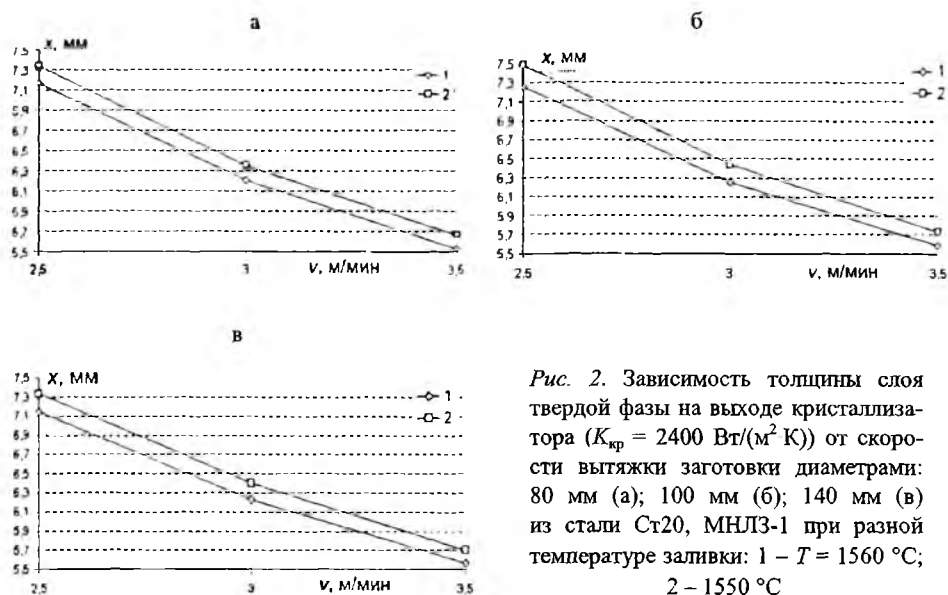 а
x, мм
7,5
7,3
7,1
6,9
6,7
6,5
6,3
6,1
5,9
5,7
5,5
1
2
2,5
3
v, м/мин
3,5
б
x, мм
7,5
7,3
7,1
6,9
6,7
6,5
6,3
6,1
5,9
5,7
5,5
1
2
2,5
3
v, м/мин
3,5
в
x, мм
7,5
7,3
7,1
6,9
6,7
6,5
6,3
6,1
5,9
5,7
5,5
1
2
2,5
3
v, м/мин
3,5
Рис. 2. Зависимость толщины слоя
твердой фазы на выходе кристаллиза-
тора (Kкр = 2400 Вт/(м² К)) от скоро-
сти вытяжки заготовки диаметрами:
80 мм (а); 100 мм (б); 140 мм (в)
из стали Ст20, МНЛЗ-1 при разной
температуре заливки: 1 – T = 1560 °C;
2 – 1550 °C